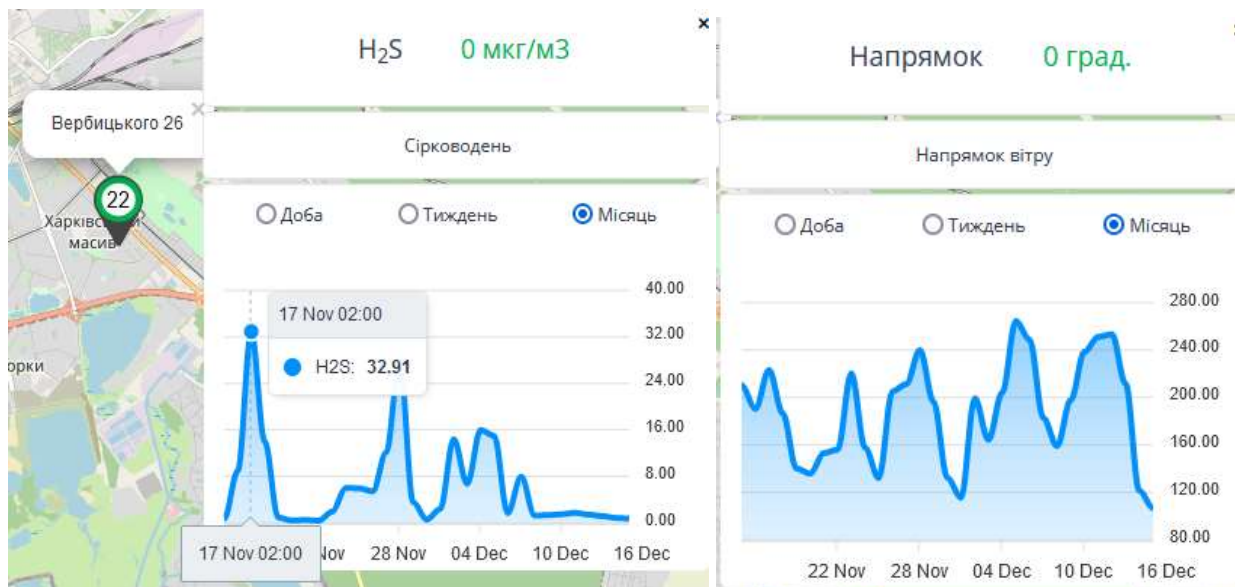 Вербицького 26
22
Харківс й
масив
орки
×
H₂S 0 мкг/м3
Сірководень
Доба Тиждень Місяць
40.00
32.00
24.00
16.00
8.00
0.00
17 Nov 02:00
H2S: 32.91
17 Nov 02:00
Nov 28 Nov 04 Dec 10 Dec 16 Dec
Напрямок 0 град.
Напрямок вітру
Доба Тиждень Місяць
280.00
240.00
200.00
160.00
120.00
80.00
22 Nov 28 Nov 04 Dec 10 Dec 16 Dec